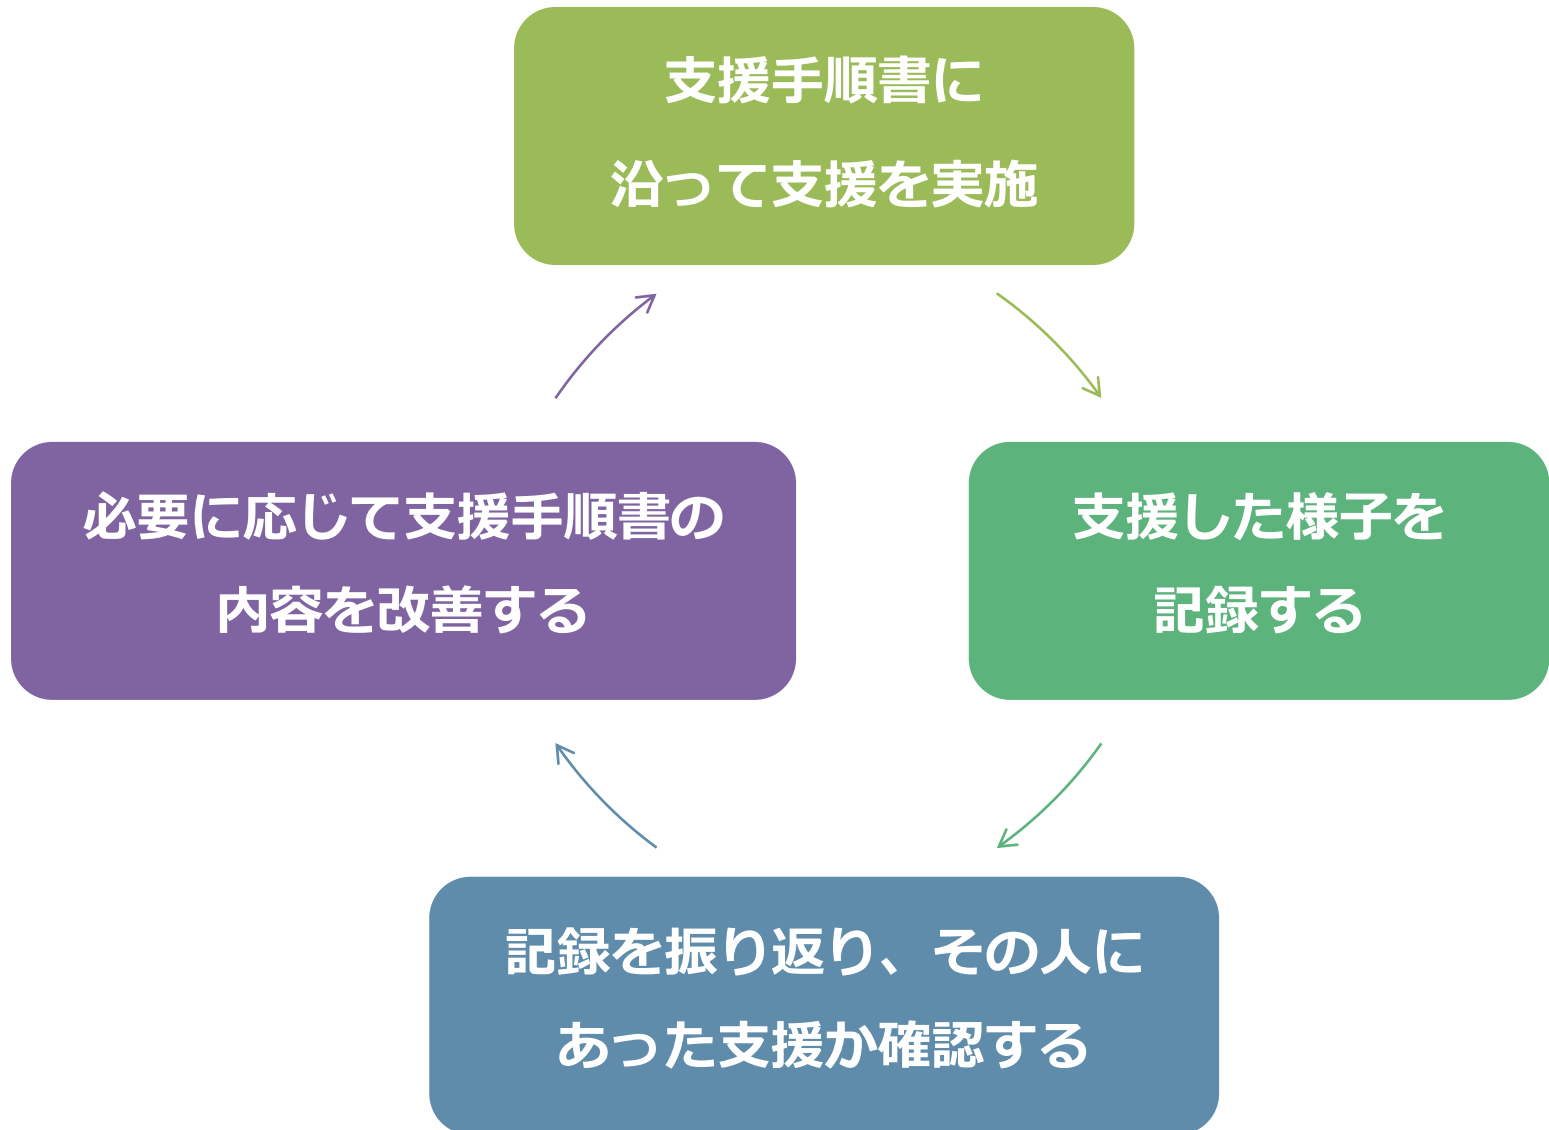 支援手順書に
沿って支援を実施
支援した様子を
記録する
記録を振り返り、その人に
あった支援か確認する
必要に応じて支援手順書の
内容を改善する